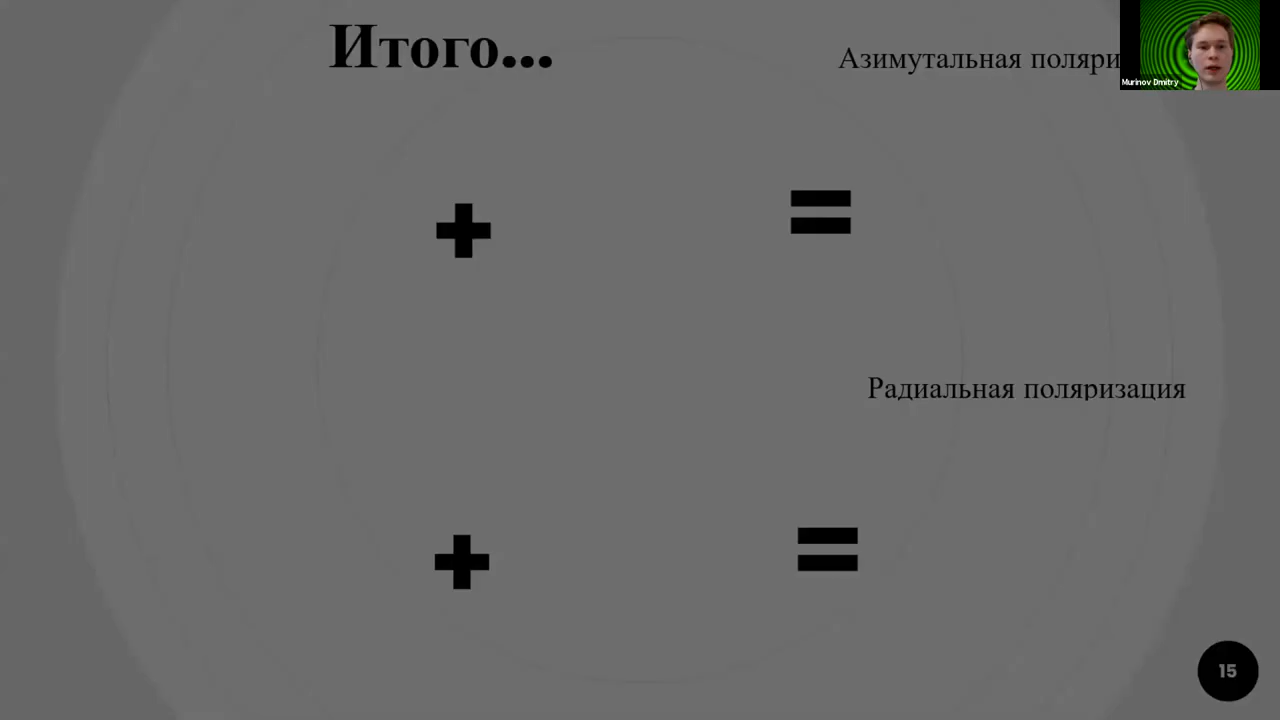 Итого...
Азимутальная поляри
Murinov Dmitry
+
=
Радиальная поляризация
+
=
15